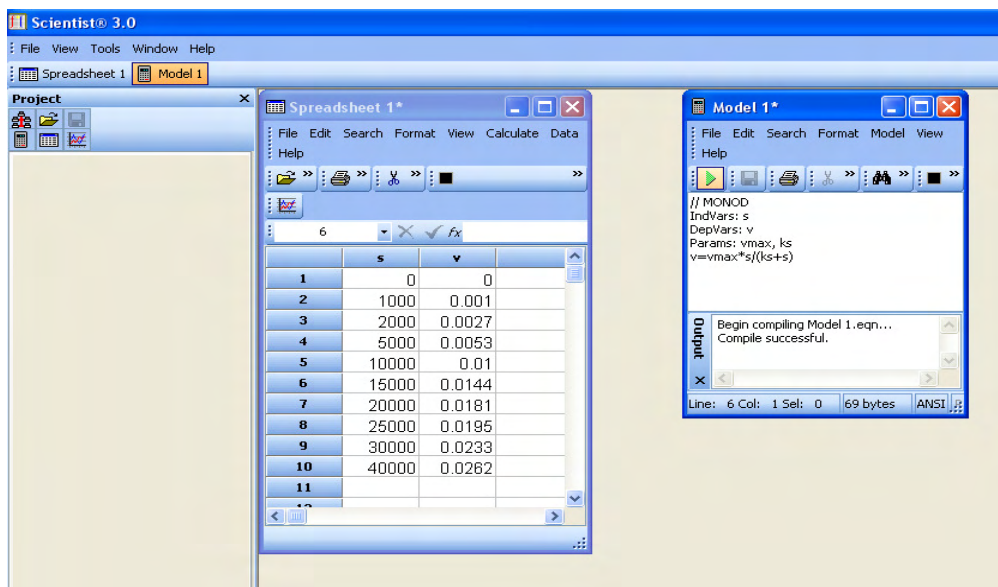 Scientist® 3.0
File View Tools Window Help
Spreadsheet 1 Model 1
Project ×
Spreadsheet 1*
File Edit Search Format View Calculate Data
Help
6 fx
s v
1 0 0
2 1000 0.001
3 2000 0.0027
4 5000 0.0053
5 10000 0.01
6 15000 0.0144
7 20000 0.0181
8 25000 0.0195
9 30000 0.0233
10 40000 0.0262
11
Model 1*
File Edit Search Format Model View
Help
// MONOD
IndVars: s
DepVars: v
Params: vmax, ks
v=vmax*s/(ks+s)
Output
Begin compiling Model 1.eqn...
Compile successful.
Line: 6 Col: 1 Sel: 0 69 bytes ANSI